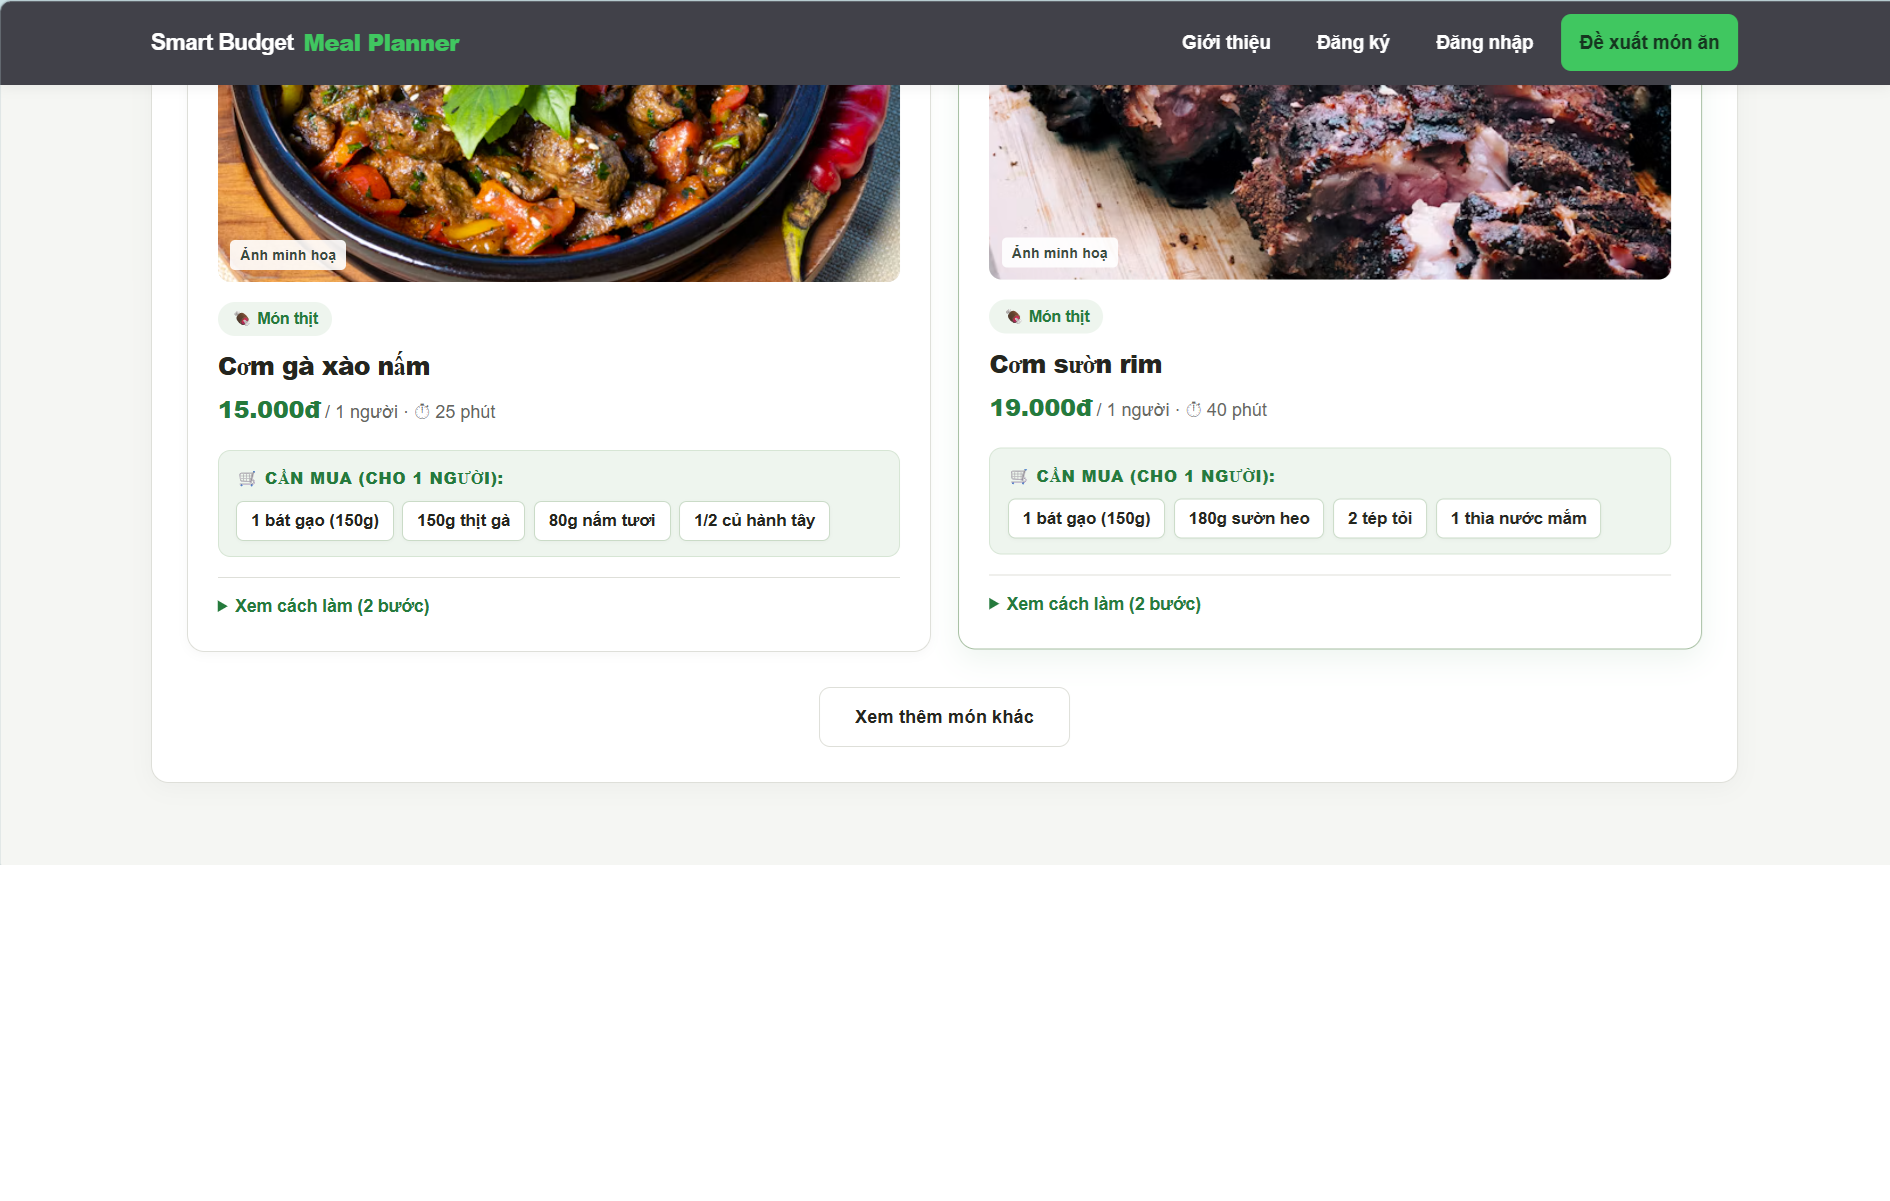 Smart Budget Meal Planner
Giới thiệu
Đăng ký
Đăng nhập
Đề xuất món ăn
Ảnh minh hoạ
Món thịt
Cơm gà xào nấm
15.000đ / 1 người · ⏱ 25 phút
🛒 CẦN MUA (CHO 1 NGƯỜI):
1 bát gạo (150g)
150g thịt gà
80g nấm tươi
1/2 củ hành tây
▶ Xem cách làm (2 bước)
Ảnh minh hoạ
Món thịt
Cơm sườn rim
19.000đ / 1 người · ⏱ 40 phút
🛒 CẦN MUA (CHO 1 NGƯỜI):
1 bát gạo (150g)
180g sườn heo
2 tép tỏi
1 thìa nước mắm
▶ Xem cách làm (2 bước)
Xem thêm món khác